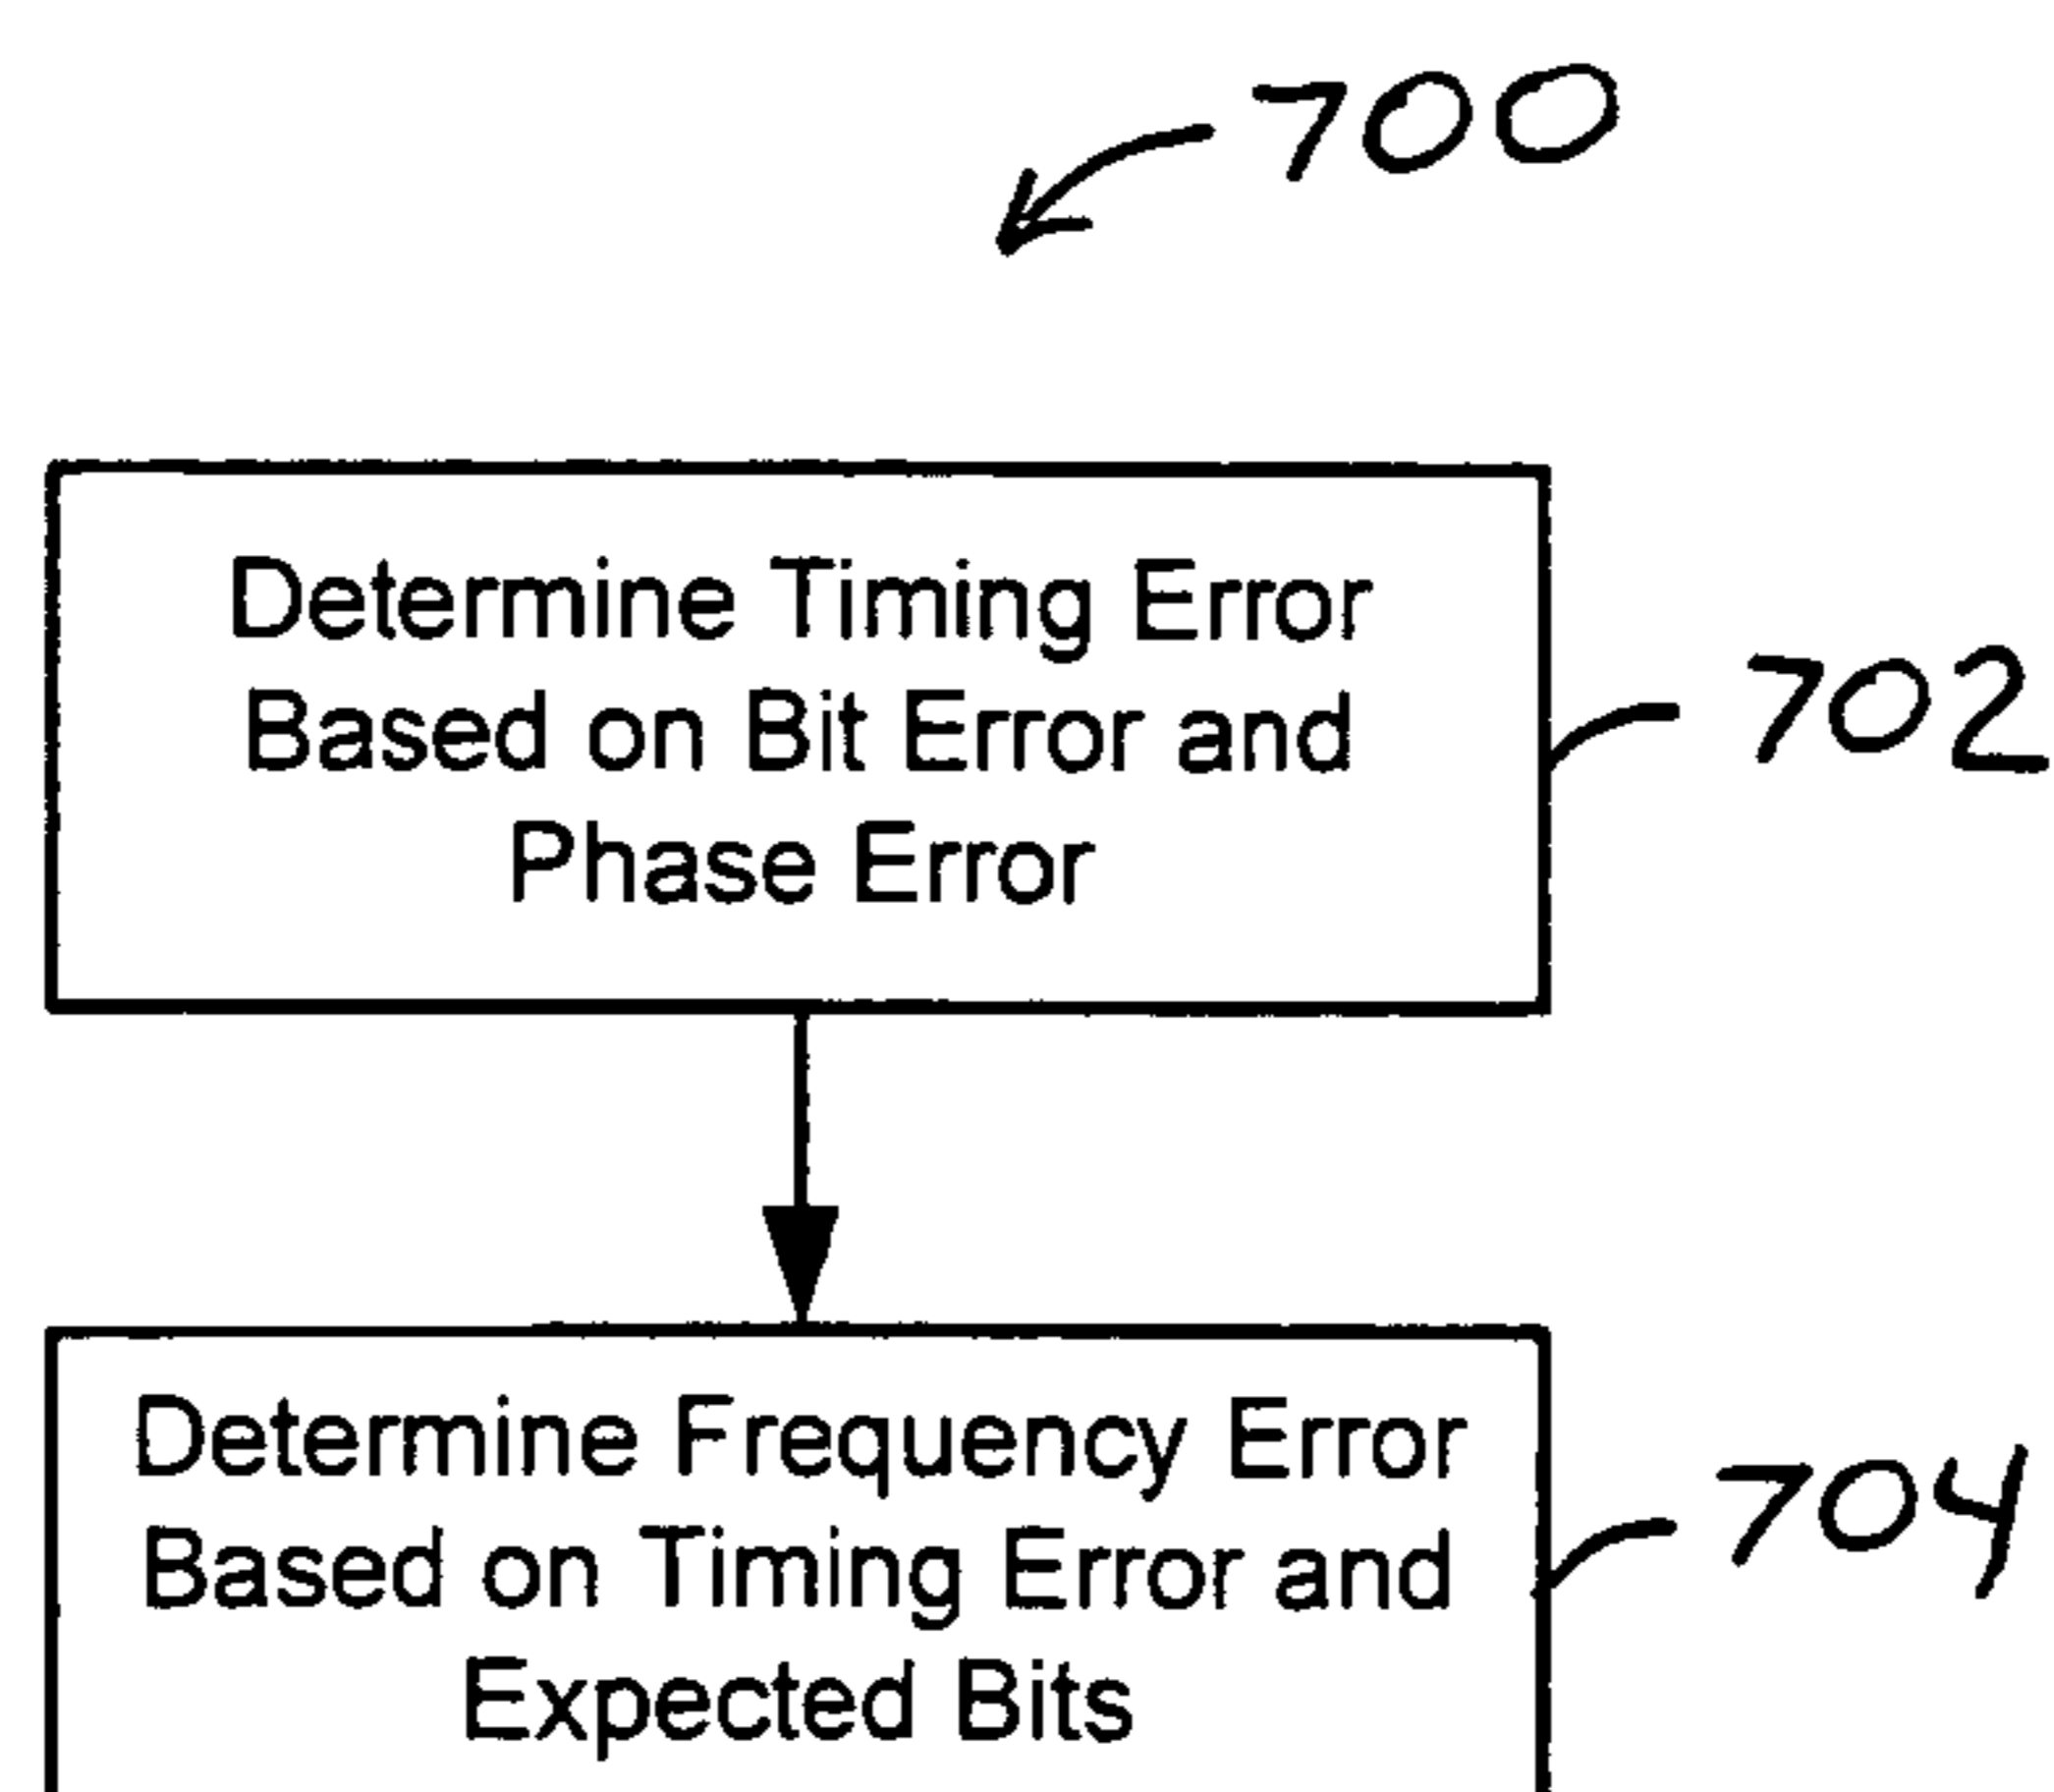 700
Determine Timing Error
Based on Bit Error and
Phase Error
702
Determine Frequency Error
Based on Timing Error and
Expected Bits
704